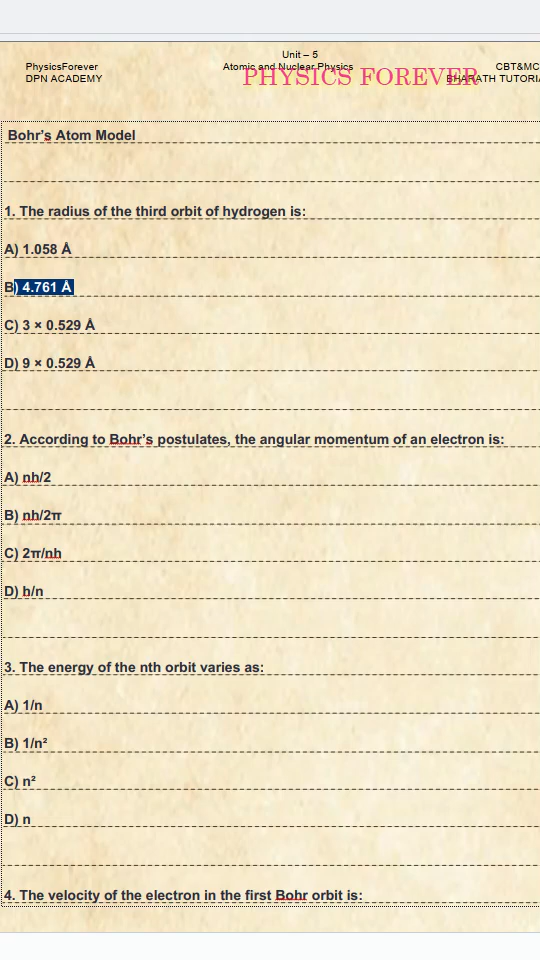 Unit – 5
PhysicsForever Atomic and Nuclear Physics CBT&MC
DPN ACADEMY BHARATH TUTORIA
PHYSICS FOREVER
Bohr's Atom Model
1. The radius of the third orbit of hydrogen is:
A) 1.058 Å
B) 4.761 Å
C) 3 × 0.529 Å
D) 9 × 0.529 Å
2. According to Bohr's postulates, the angular momentum of an electron is:
A) nh/2
B) nh/2π
C) 2π/nh
D) h/n
3. The energy of the nth orbit varies as:
A) 1/n
B) 1/n²
C) n²
D) n
4. The velocity of the electron in the first Bohr orbit is: